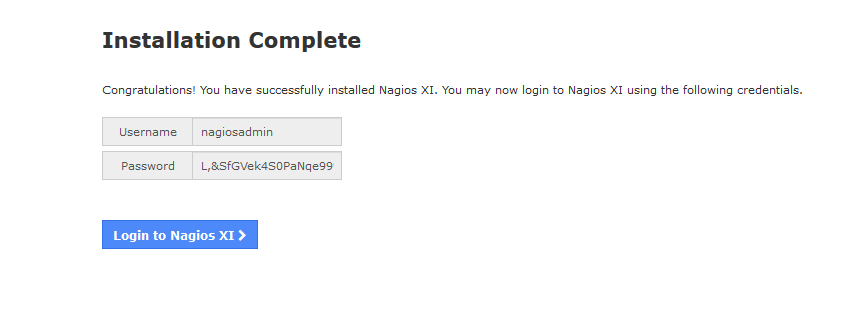 Installation Complete
Congratulations! You have successfully installed Nagios XI. You may now login to Nagios XI using the following credentials.
Username nagiosadmin
Password L,&SfGVek4S0PaNqe99
Login to Nagios XI